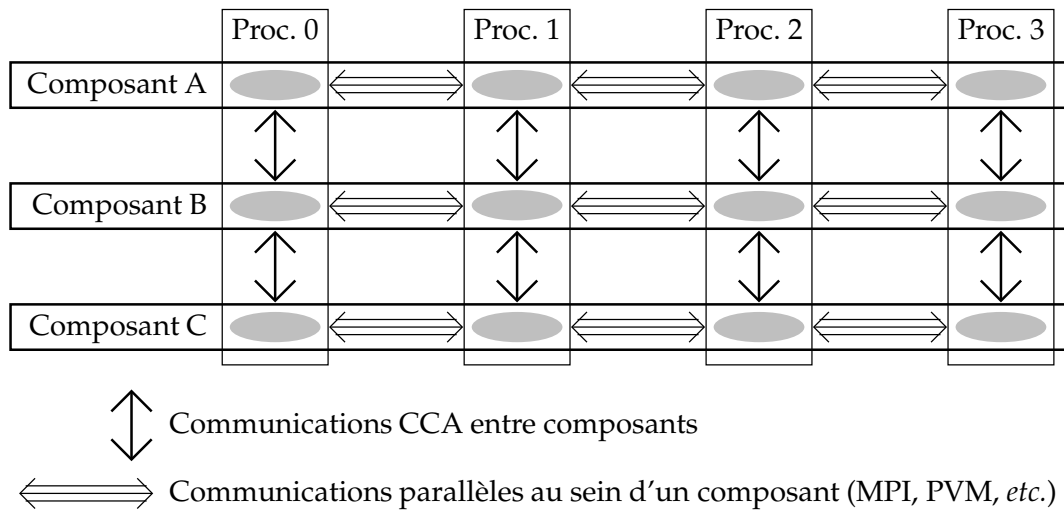 Proc. 0 Proc. 1 Proc. 2 Proc. 3
Composant A
Composant B
Composant C
Communications CCA entre composants
Communications parallèles au sein d'un composant (MPI, PVM, etc.)